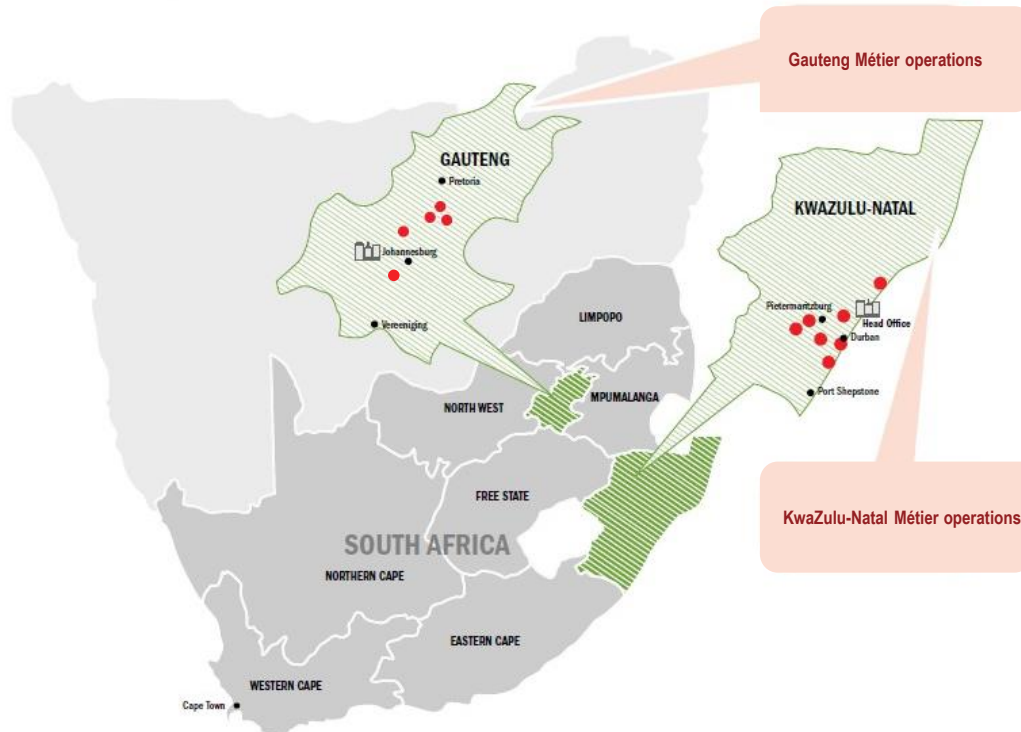 Gauteng Métier operations
GAUTENG
Pretoria
Johannesburg
Vereeniging
KWAZULU-NATAL
Pietermaritzburg
Head Office
Durban
Port Shepstone
LIMPOPO
NORTH WEST
MPUMALANGA
FREE STATE
KwaZulu-Natal Métier operations
SOUTH AFRICA
NORTHERN CAPE
EASTERN CAPE
WESTERN CAPE
Cape Town